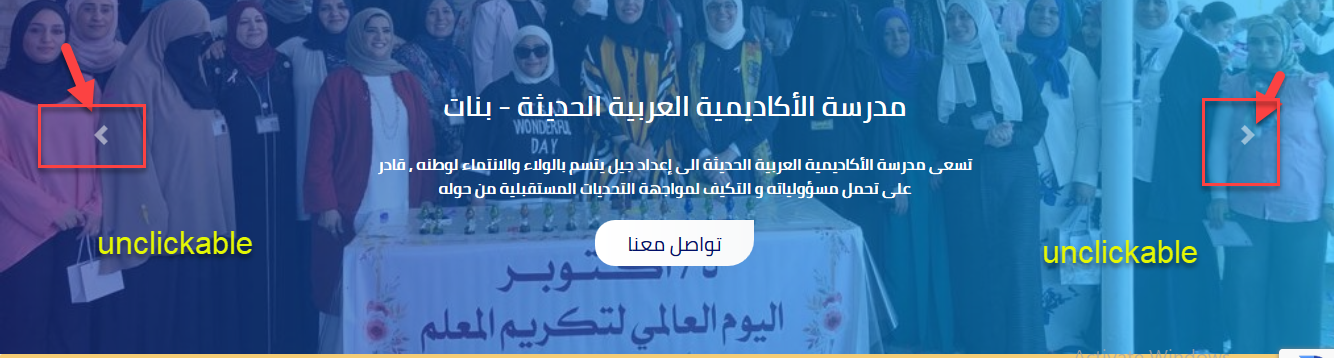 مدرسة الأكاديمية العربية الحديثة - بنات
WONDERFUL
DAY
تسعى مدرسة الأكاديمية العربية الحديثة الى إعداد جيل يتسم بالولاء والانتماء لوطنه , قادر
على تحمل مسؤولياته و التكيف لمواجهة التحديات المستقبلية من حوله
تواصل معنا
unclickable
unclickable
٥/ أكتوبر
اليوم العالمي لتكريم المعلم
Activate Windows